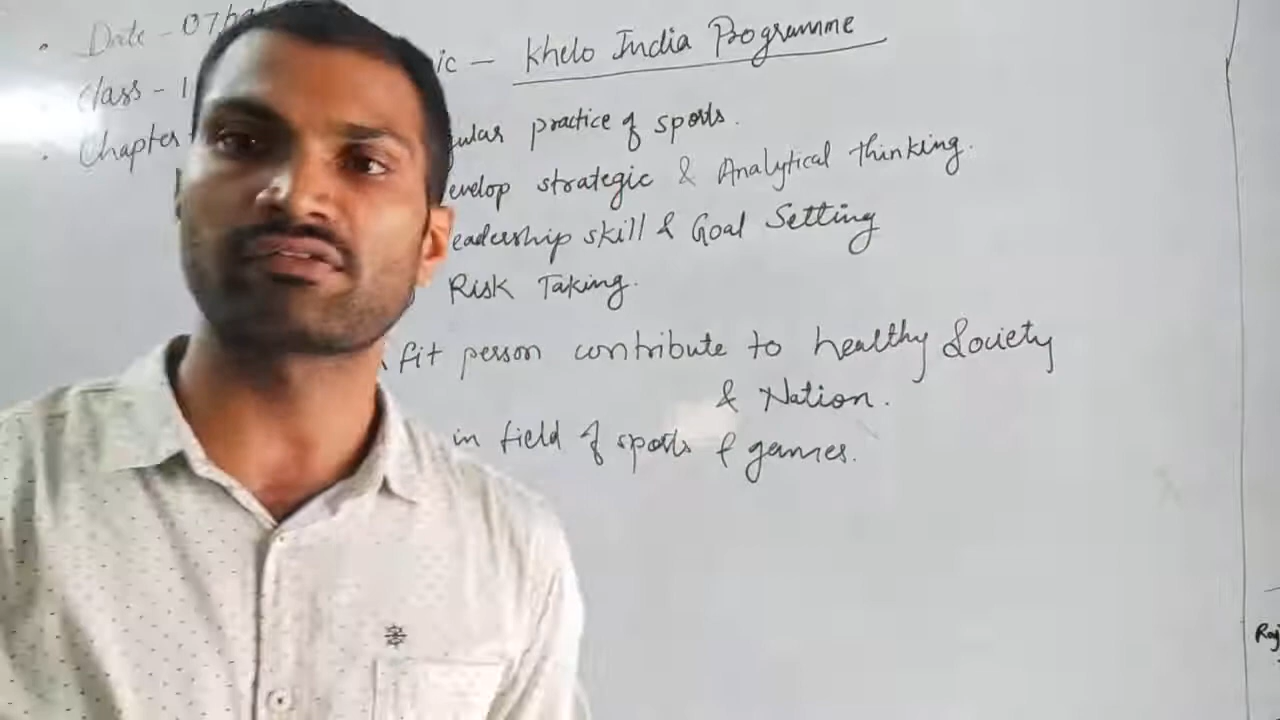 Date - 07
ic - Khelo India Programme
Class - 1
gular practice of sports.
Chapter
evelop strategic & Analytical thinking.
eadership skill & Goal Setting
Risk Taking.
fit person contribute to healthy Society
& Nation.
in field of sports & games.
Raj